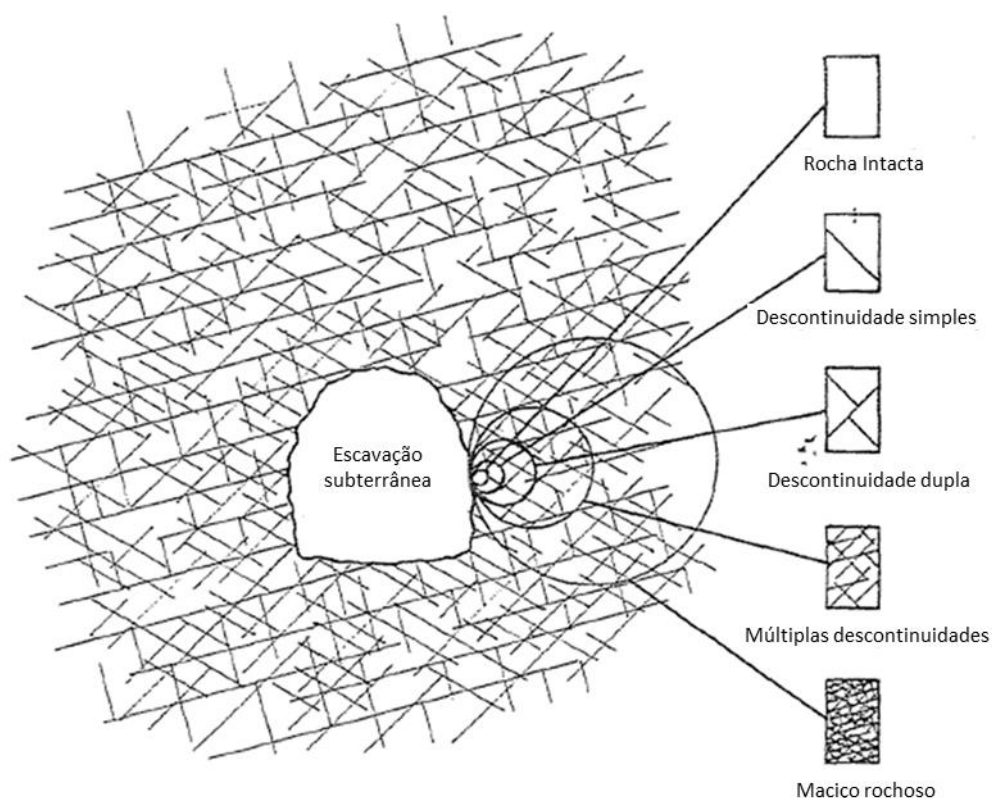 Rocha Intacta
Descontinuidade simples
Escavação
subterrânea
Descontinuidade dupla
Múltiplas descontinuidades
Macico rochoso